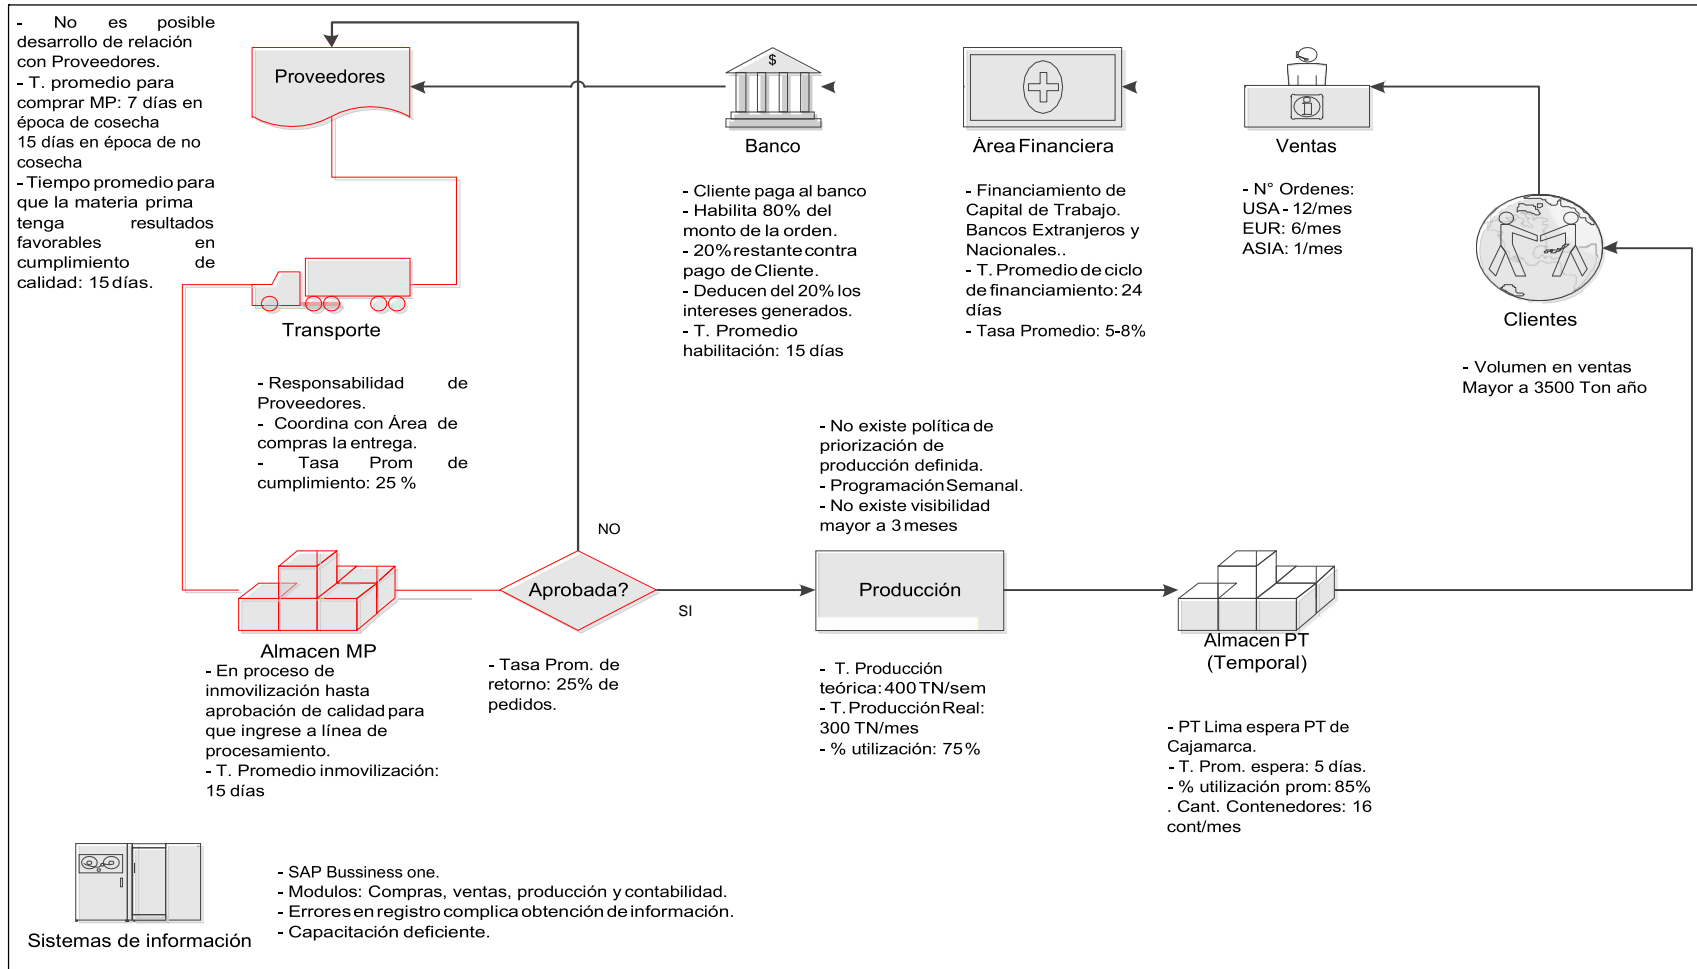 - No es posible
desarrollo de relación
con Proveedores.
- T. promedio para
comprar MP: 7 días en
época de cosecha
15 días en época de no
cosecha
- Tiempo promedio para
que la materia prima
tenga resultados
favorables en
cumplimiento de
calidad: 15 días.
Proveedores
$
Banco
- Cliente paga al banco
- Habilita 80% del
monto de la orden.
- 20% restante contra
pago de Cliente.
- Deducen del 20% los
intereses generados.
- T. Promedio
habilitación: 15 días
Área Financiera
- Financiamiento de
Capital de Trabajo.
Bancos Extranjeros y
Nacionales..
- T. Promedio de ciclo
de financiamiento: 24
días
- Tasa Promedio: 5-8%
i
Ventas
- N° Ordenes:
USA - 12/mes
EUR: 6/mes
ASIA: 1/mes
Clientes
- Volumen en ventas
Mayor a 3500 Ton año
Transporte
- Responsabilidad de
Proveedores.
- Coordina con Área de
compras la entrega.
- Tasa Prom de
cumplimiento: 25 %
- No existe política de
priorización de
producción definida.
- Programación Semanal.
- No existe visibilidad
mayor a 3 meses
NO
Aprobada?
SI
Producción
Almacen MP
- En proceso de
inmovilización hasta
aprobación de calidad para
que ingrese a línea de
procesamiento.
- T. Promedio inmovilización:
15 días
- Tasa Prom. de
retorno: 25% de
pedidos.
- T. Producción
teórica: 400 TN/sem
- T. Producción Real:
300 TN/mes
- % utilización: 75%
Almacen PT
(Temporal)
- PT Lima espera PT de
Cajamarca.
- T. Prom. espera: 5 días.
- % utilización prom: 85%
. Cant. Contenedores: 16
cont/mes
Sistemas de información
- SAP Bussiness one.
- Modulos: Compras, ventas, producción y contabilidad.
- Errores en registro complica obtención de información.
- Capacitación deficiente.